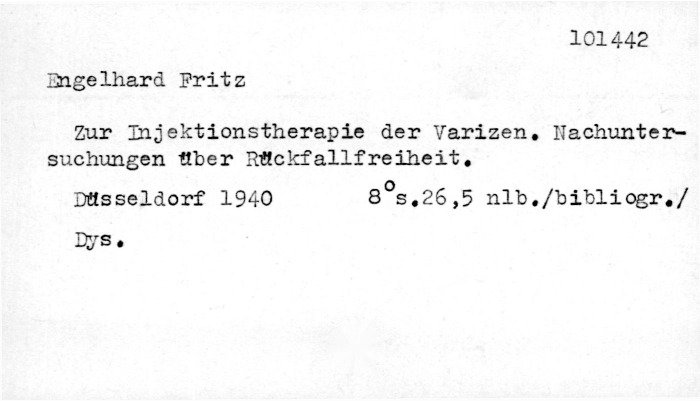 101442
Engelhard Fritz
Zur Injektionstherapie der Varizen. Nachunter-
suchungen über Rückfallfreiheit.
Düsseldorf 1940 8°s.26,5 nlb./bibliogr./
Dys.